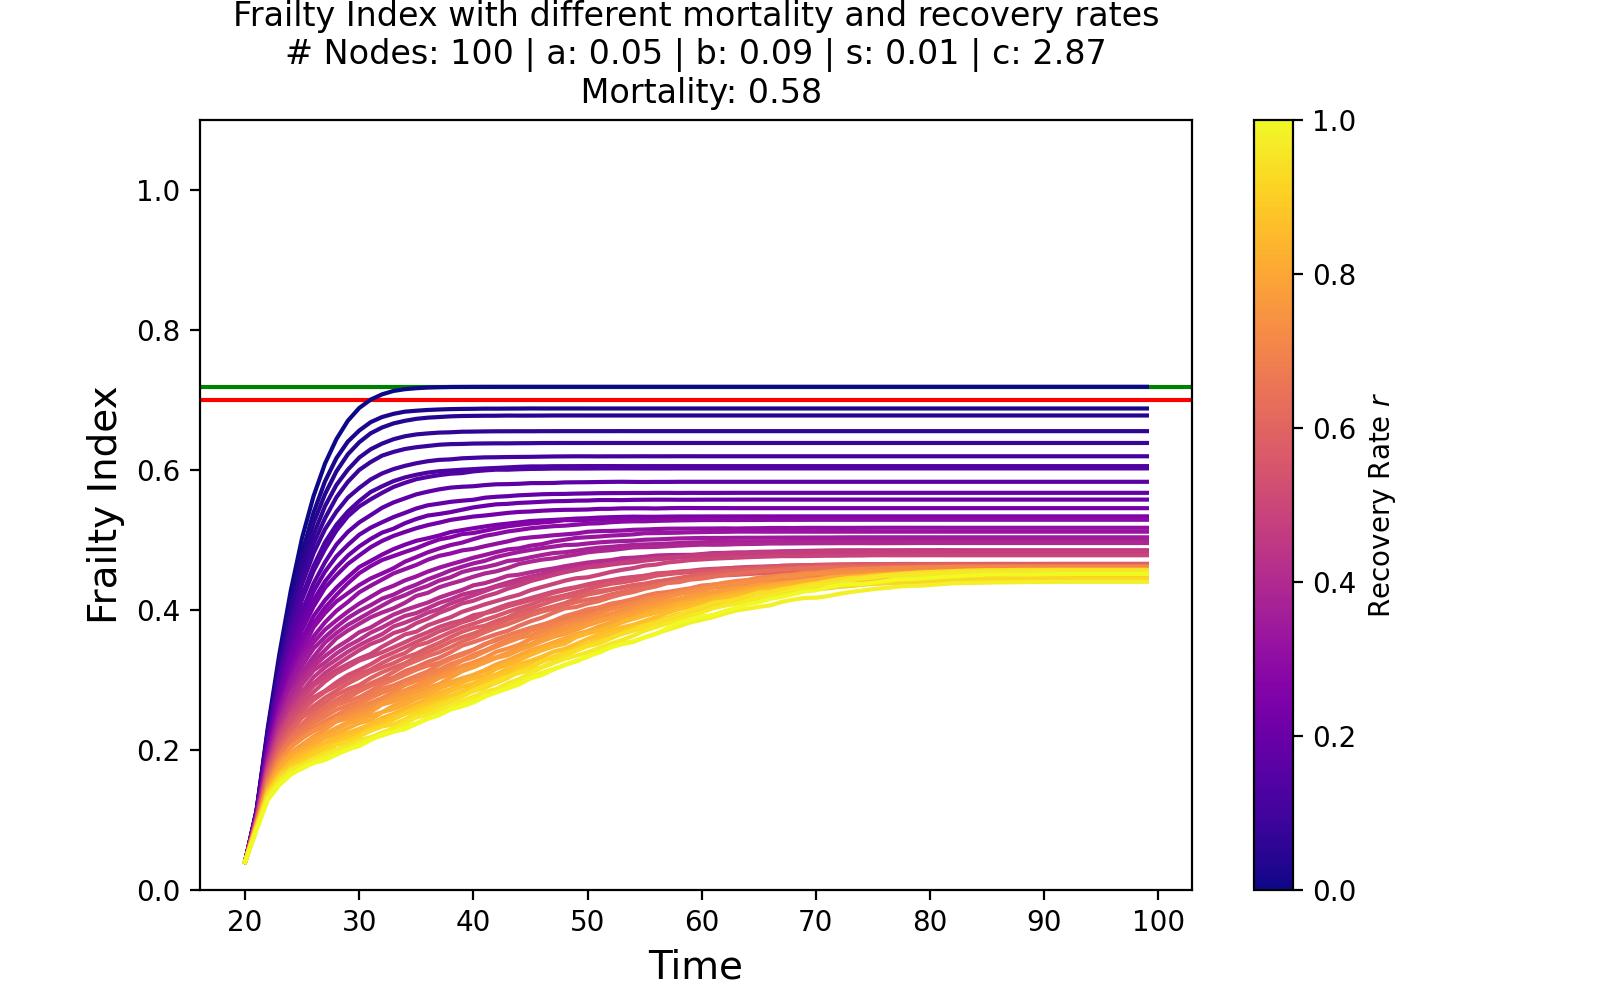 Frailty Index with different mortality and recovery rates
# Nodes: 100 | a: 0.05 | b: 0.09 | s: 0.01 | c: 2.87
Mortality: 0.58
1.0
0.8
0.6
0.4
0.2
0.0
Frailty Index
20 30 40 50 60 70 80 90 100
Time
1.0
0.8
0.6
0.4
0.2
0.0
Recovery Rate r